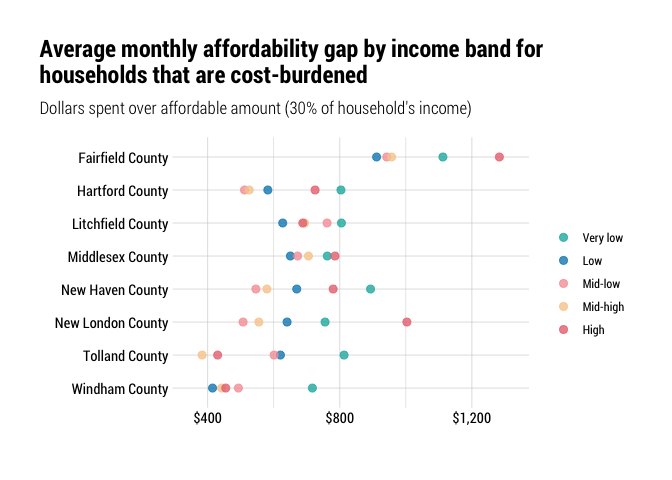 Average monthly affordability gap by income band for
households that are cost-burdened
Dollars spent over affordable amount (30% of household's income)
Fairfield County
Hartford County
Litchfield County
Middlesex County
New Haven County
New London County
Tolland County
Windham County
$400
$800
$1,200
Very low
Low
Mid-low
Mid-high
High